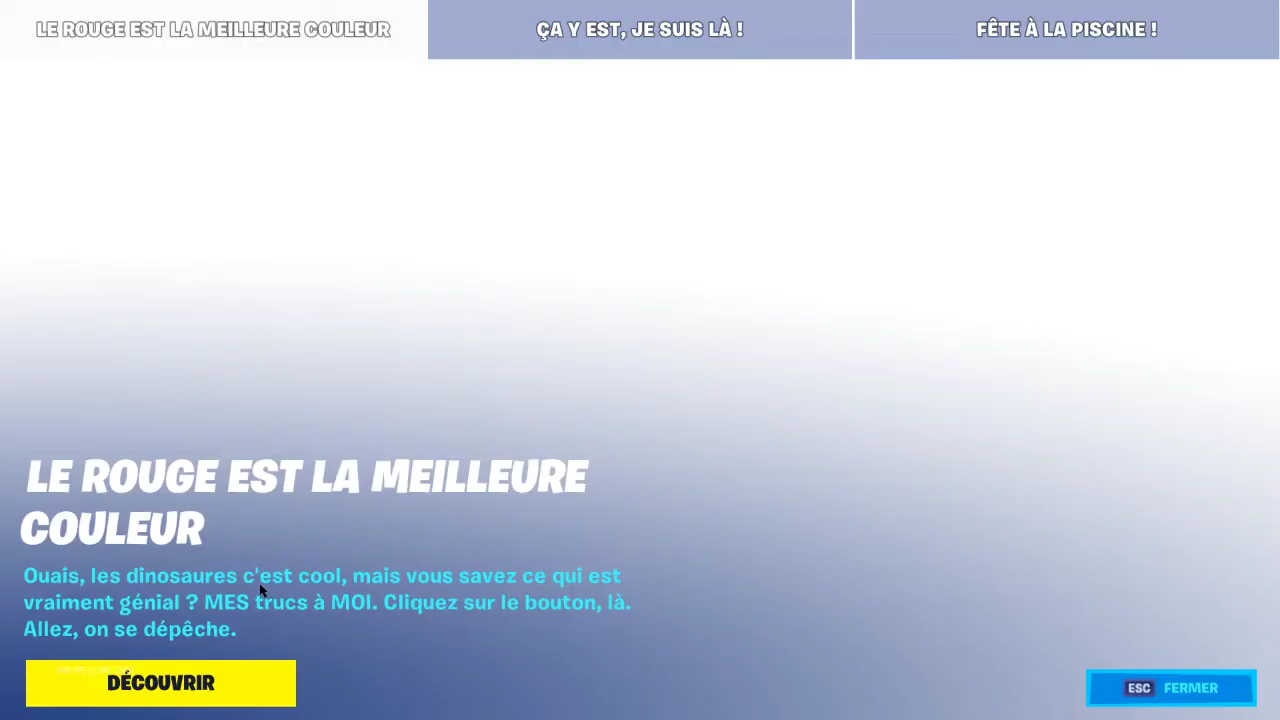 LE ROUGE EST LA MEILLEURE COULEUR
ÇA Y EST, JE SUIS LÀ !
FÊTE À LA PISCINE !
LE ROUGE EST LA MEILLEURE
COULEUR
Ouais, les dinosaures c'est cool, mais vous savez ce qui est
vraiment génial ? MES trucs à MOI. Cliquez sur le bouton, là.
Allez, on se dépêche.
DÉCOUVRIR
ESC FERMER